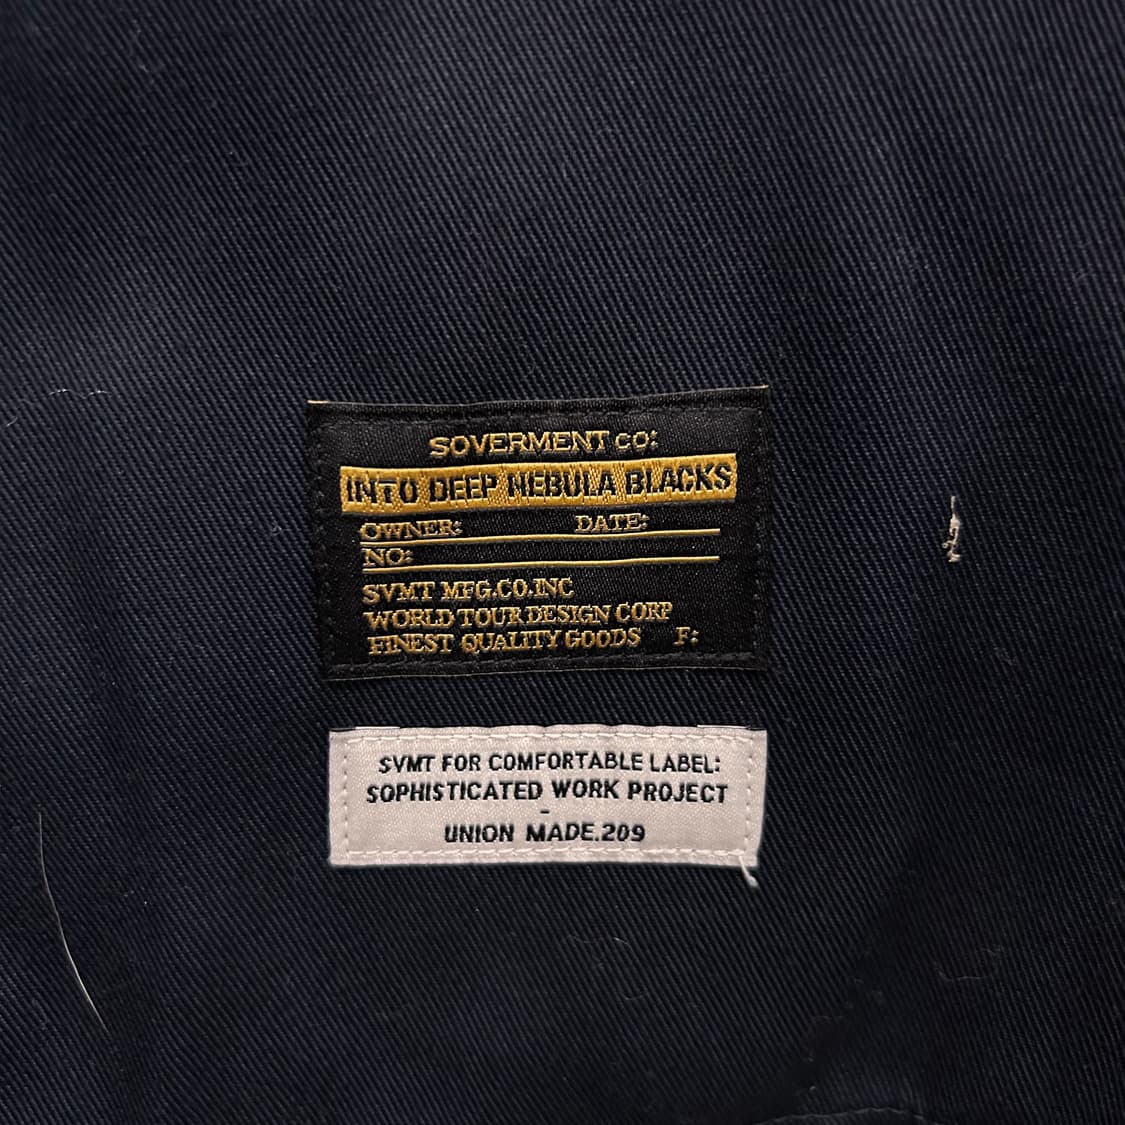 SOVERMENT CO:
INTO DEEP NEBULA BLACKS
OWNER: DATE:
NO:
SVMT MFG.CO.INC
WORLD TOUR DESIGN CORP
FINEST QUALITY GOODS F:
SVMT FOR COMFORTABLE LABEL:
SOPHISTICATED WORK PROJECT
-
UNION MADE.209